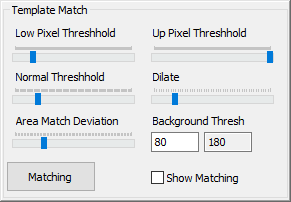 Template Match
Low Pixel Threshhold Up Pixel Threshhold
Normal Threshhold Dilate
Area Match Deviation Background Thresh
80 180
Matching Show Matching